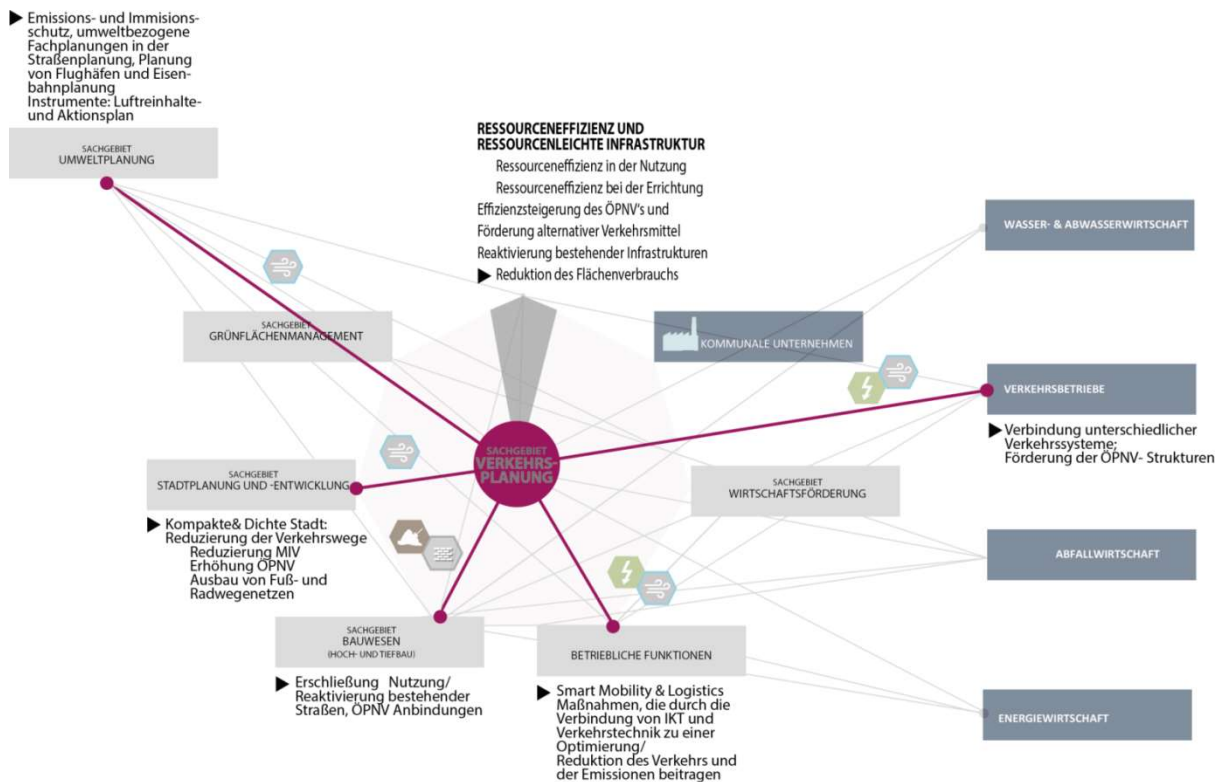 Emissions- und Immisions-
schutz, umweltbezogene
Fachplanungen in der
Straßenplanung, Planung
von Flughäfen und Eisen-
bahnplanung
Instrumente: Luftreinhalte-
und Aktionsplan
SACHGEBIET
UMWELTPLANUNG
RESSOURCENEFFIZIENZ UND
RESSOURCENLEICHTE INFRASTRUKTUR
Ressourceneffizienz in der Nutzung
Ressourceneffizienz bei der Errichtung
Effizienzsteigerung des ÖPNV's und
Förderung alternativer Verkehrsmittel
Reaktivierung bestehender Infrastrukturen
Reduktion des Flächenverbrauchs
WASSER- & ABWASSERWIRTSCHAFT
SACHGEBIET
GRÜNFLÄCHENMANAGEMENT
KOMMUNALE UNTERNEHMEN
VERKEHRSBETRIEBE
Verbindung unterschiedlicher
Verkehrssysteme;
Förderung der ÖPNV- Strukturen
SACHGEBIET
VERKEHRS-
PLANUNG
SACHGEBIET
STADTPLANUNG UND -ENTWICKLUNG
Kompakte& Dichte Stadt:
Reduzierung der Verkehrswege
Reduzierung MIV
Erhöhung ÖPNV
Ausbau von Fuß- und
Radwegenetzen
SACHGEBIET
WIRTSCHAFTSFÖRDERUNG
ABFALLWIRTSCHAFT
SACHGEBIET
BAUWESEN
(HOCH- UND TIEFBAU)
Erschließung Nutzung/
Reaktivierung bestehender
Straßen, ÖPNV Anbindungen
BETRIEBLICHE FUNKTIONEN
Smart Mobility & Logistics
Maßnahmen, die durch die
Verbindung von IKT und
Verkehrstechnik zu einer
Optimierung/
Reduktion des Verkehrs und
der Emissionen beitragen
ENERGIEWIRTSCHAFT